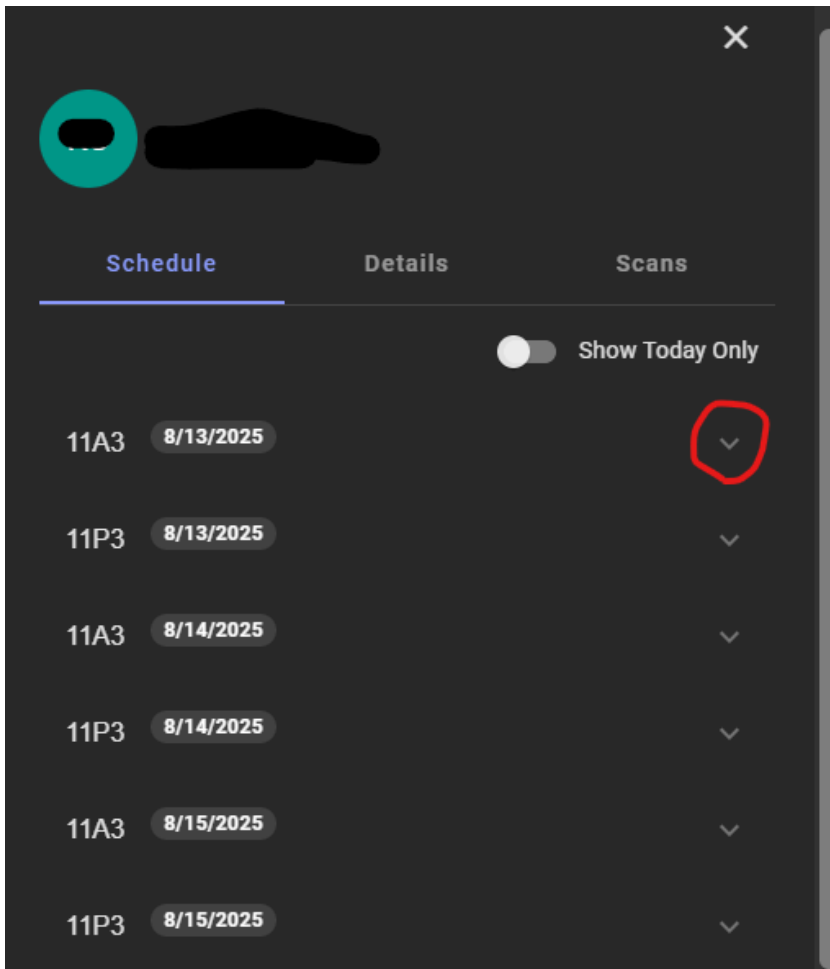 Schedule Details Scans
Show Today Only
11A3 8/13/2025
11P3 8/13/2025
11A3 8/14/2025
11P3 8/14/2025
11A3 8/15/2025
11P3 8/15/2025